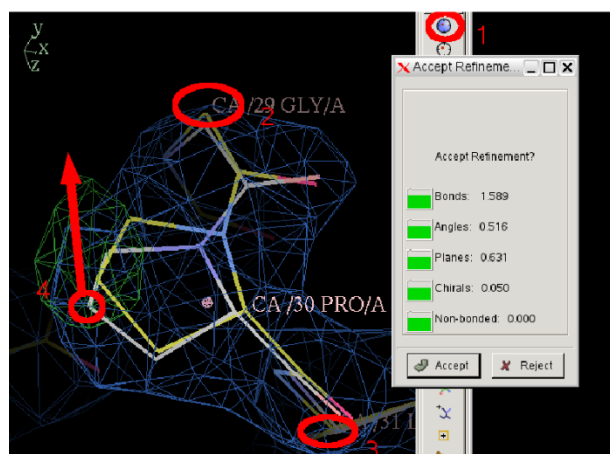 y
x
z
1
CA /29 GLY/A
2
Accept Refineme...
Accept Refinement?
Bonds: 1.589
Angles: 0.516
Planes: 0.631
Chirals: 0.050
Non-bonded: 0.000
4
CA /30 PRO/A
Accept
Reject
/31 L
3